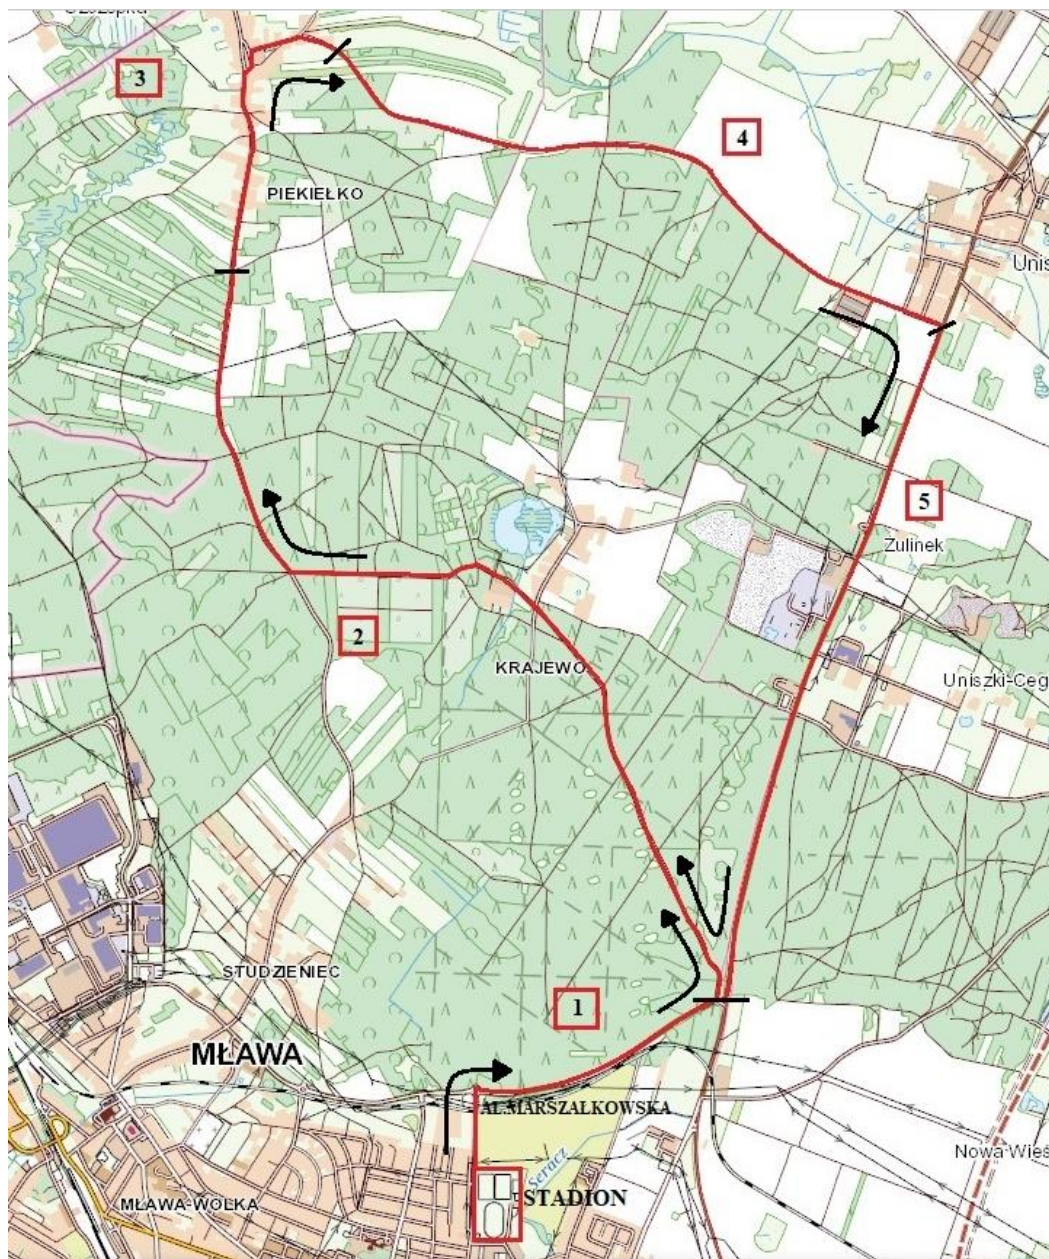 3
4
PIEKIEŁKO
Unis
5
Żulinek
2
KRAJEWO
Uniszki-Ceg
STUDZIENIEC
1
MŁAWA
AL.MARSZAŁKOWSKA
Nowa Wieś
Seracz
MŁAWA-WÓLKA
STADION